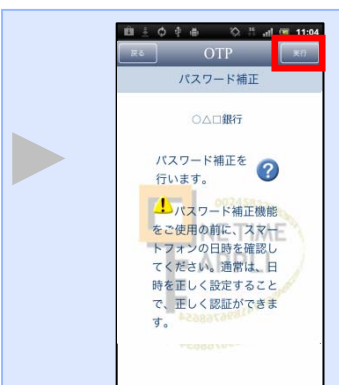 11:04
戻る
OTP
実行
パスワード補正
○△□銀行
パスワード補正を
行います。
パスワード補正機能
をご使用の前に、スマー
トフォンの日時を確認し
てください。通常は、日
時を正しく設定すること
で、正しく認証ができま
す。